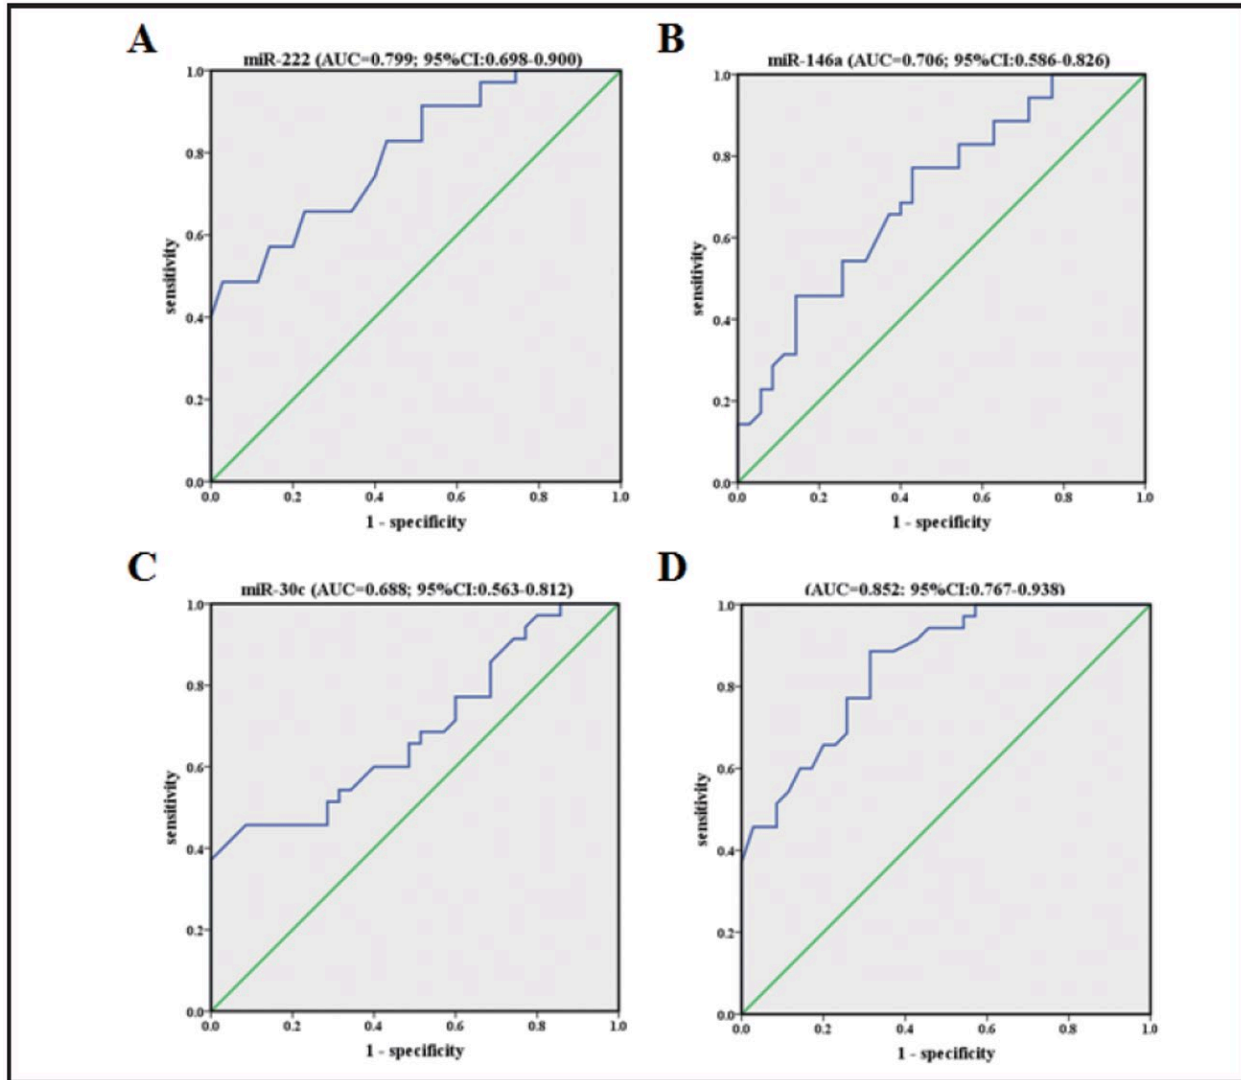 A
miR-222 (AUC=0.799; 95%CI:0.698-0.900)
1.0
0.8
0.6
0.4
0.2
0.0
sensitivity
0.0 0.2 0.4 0.6 0.8 1.0
1 - specificity
B
miR-146a (AUC=0.706; 95%CI:0.586-0.826)
1.0
0.8
0.6
0.4
0.2
0.0
sensitivity
0.0 0.2 0.4 0.6 0.8 1.0
1 - specificity
C
miR-30c (AUC=0.688; 95%CI:0.563-0.812)
1.0
0.8
0.6
0.4
0.2
0.0
sensitivity
0.0 0.2 0.4 0.6 0.8 1.0
1 - specificity
D
(AUC=0.852; 95%CI:0.767-0.938)
1.0
0.8
0.6
0.4
0.2
0.0
sensitivity
0.0 0.2 0.4 0.6 0.8 1.0
1 - specificity